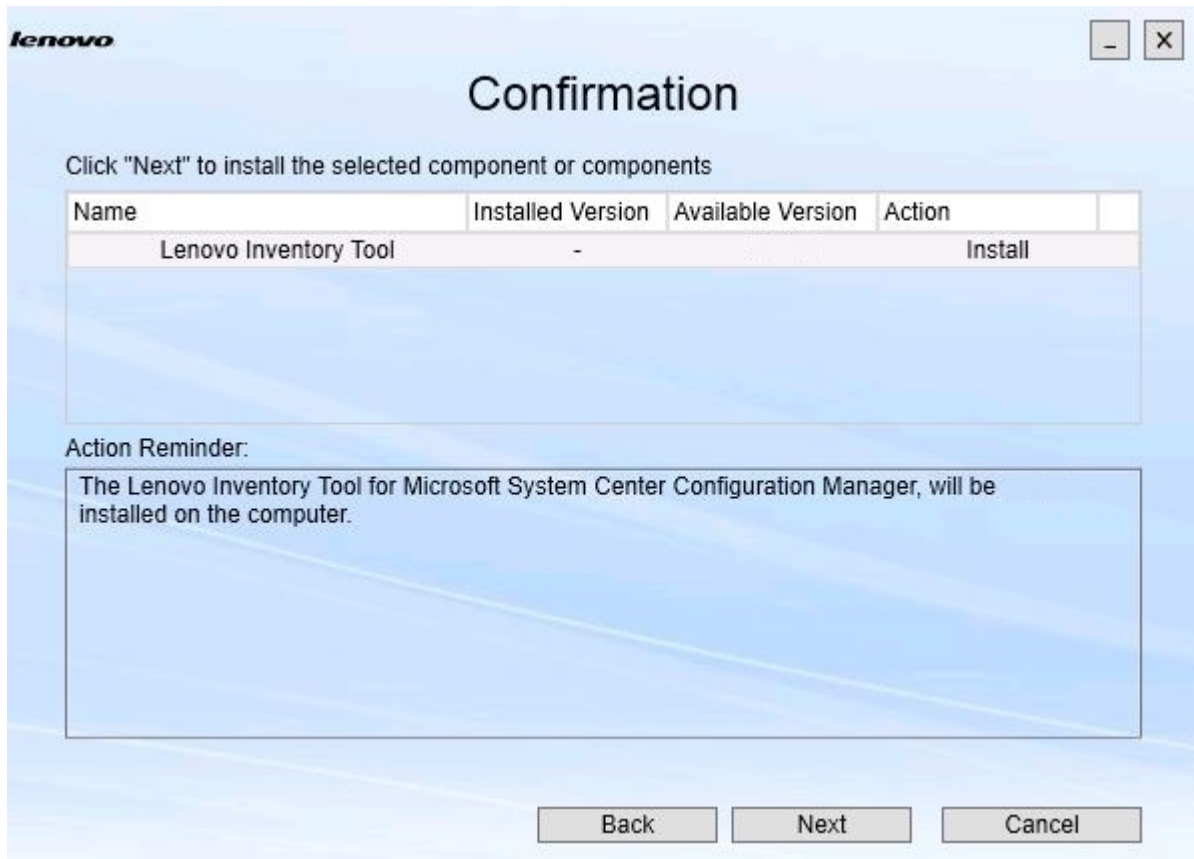 lenovo
_ X
Confirmation
Click "Next" to install the selected component or components
Name Installed Version Available Version Action
Lenovo Inventory Tool - Install
Action Reminder:
The Lenovo Inventory Tool for Microsoft System Center Configuration Manager, will be
installed on the computer.
Back Next Cancel